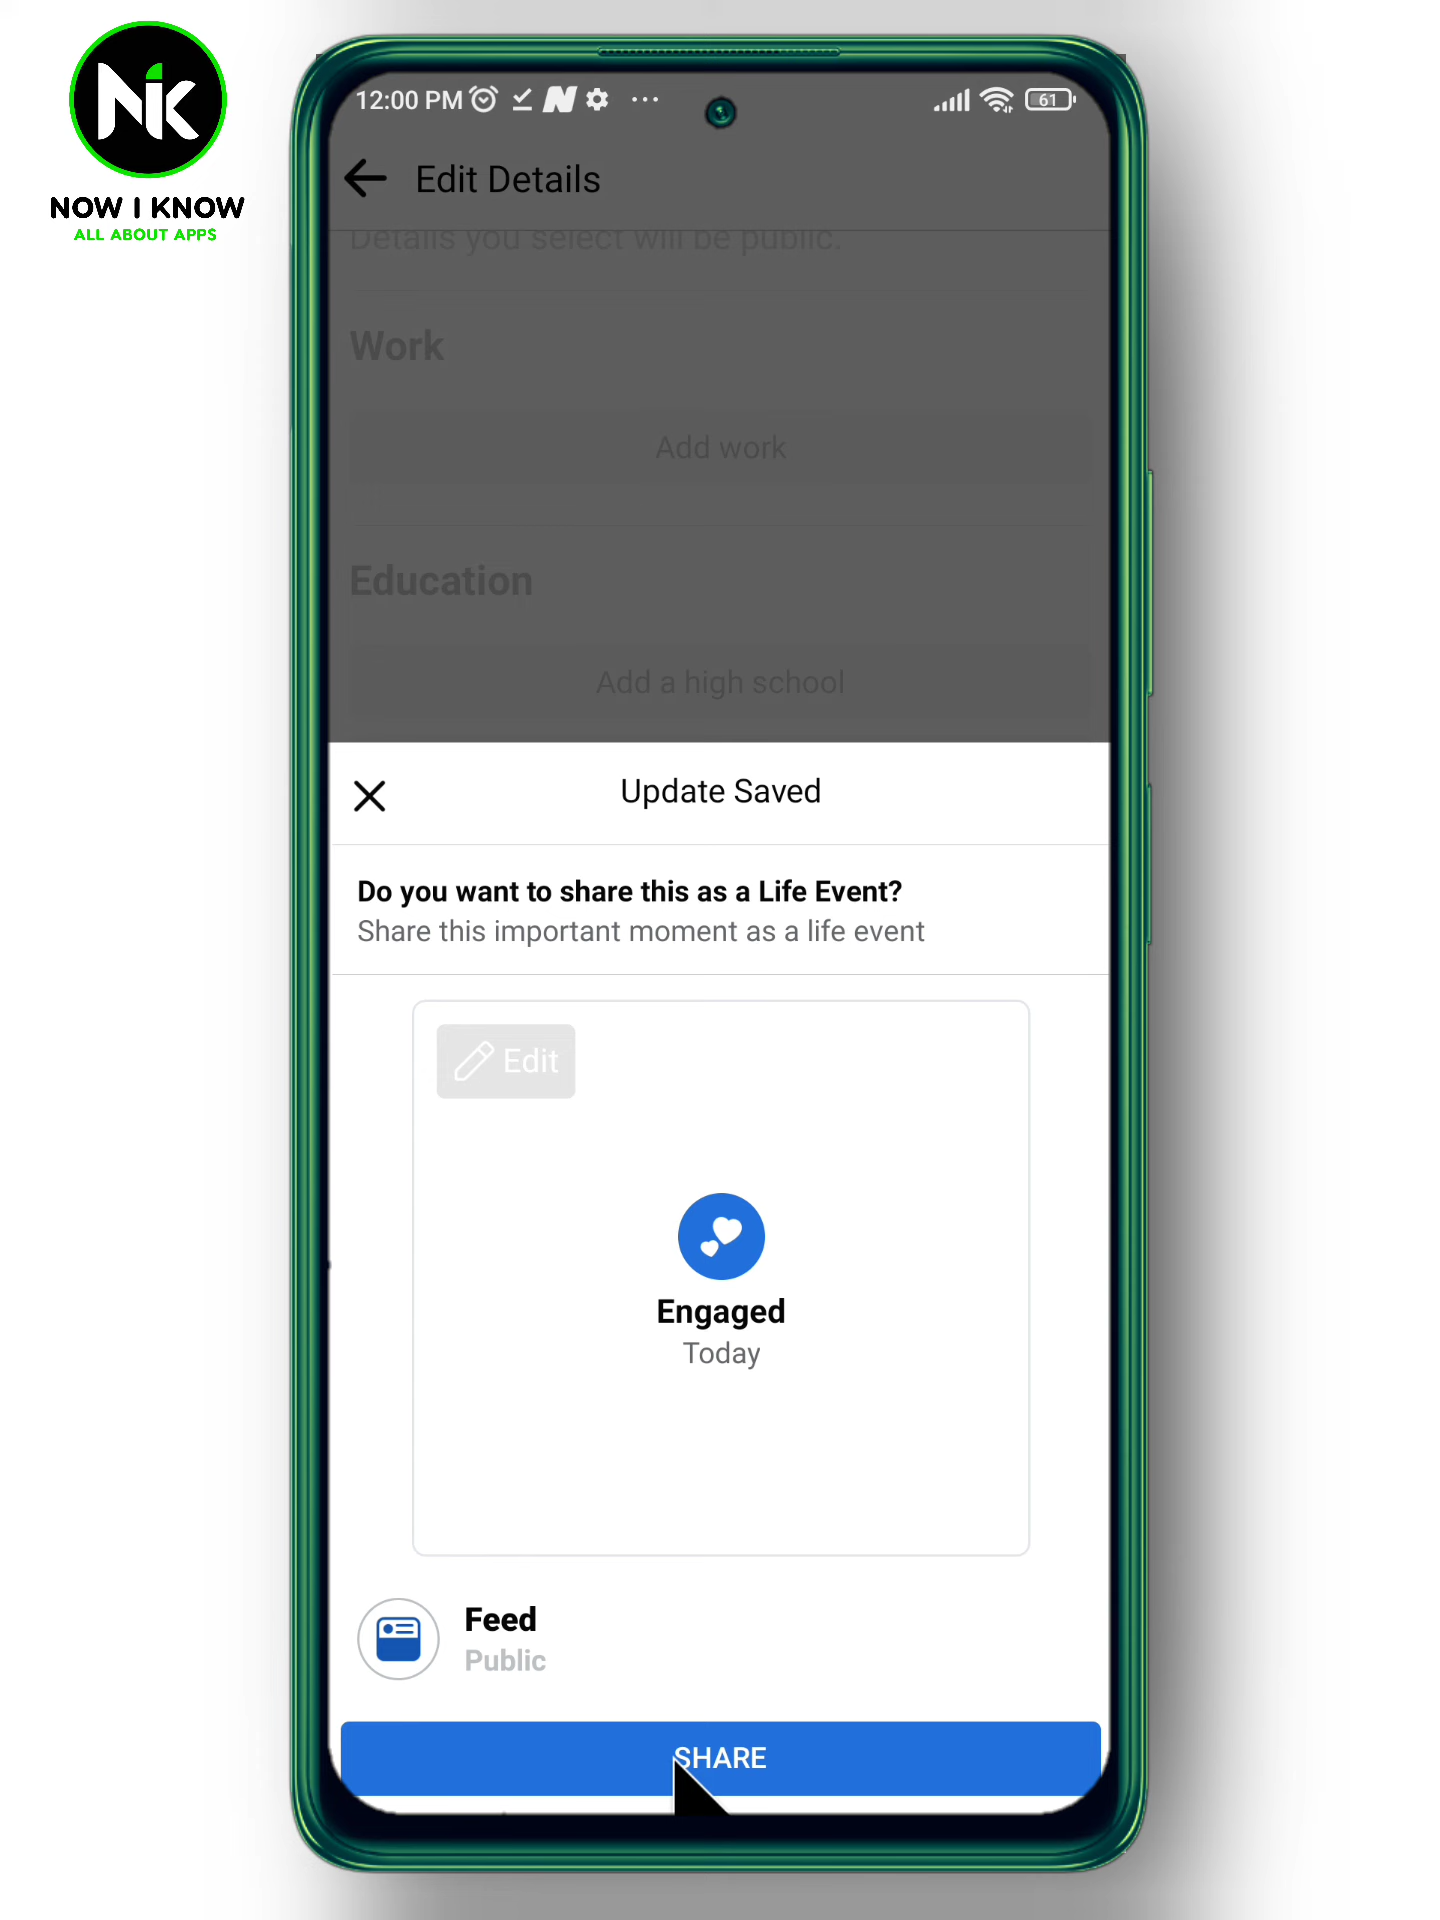 NiK
NOW I KNOW
ALL ABOUT APPS
12:00 PM
61
Edit Details
Details you select will be public.
Work
Add work
Education
Add a high school
Update Saved
Do you want to share this as a Life Event?
Share this important moment as a life event
Edit
Engaged
Today
Feed
Public
SHARE